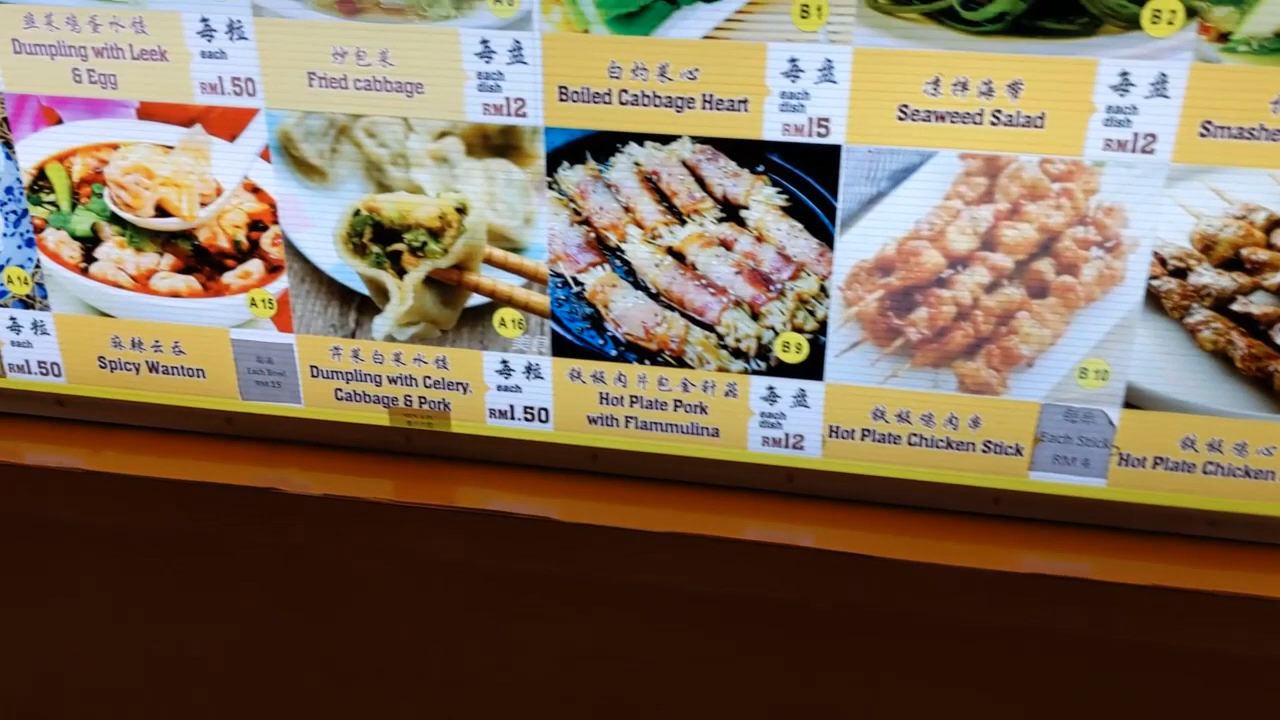 韭菜鸡蛋水饺
Dumpling with Leek
& Egg
每粒
each
RM1.50
炒包菜
Fried cabbage
每盘
each
dish
RM12
B1
白灼菜心
Boiled Cabbage Heart
每盘
each
dish
RM15
B2
凉拌海带
Seaweed Salad
每盘
each
dish
RM12
Smashe
A14
每粒
each
RM1.50
A15
麻辣云吞
Spicy Wanton
Each Bowl
RM 15
A16
芹菜白菜水饺
Dumpling with Celery,
Cabbage & Pork
每粒
each
RM1.50
B9
铁板肉片包金针菇
Hot Plate Pork
with Flammulina
每盘
each
dish
RM12
B10
铁板鸡肉串
Hot Plate Chicken Stick
Each Stick
RM 4
铁板鸡心
Hot Plate Chicken